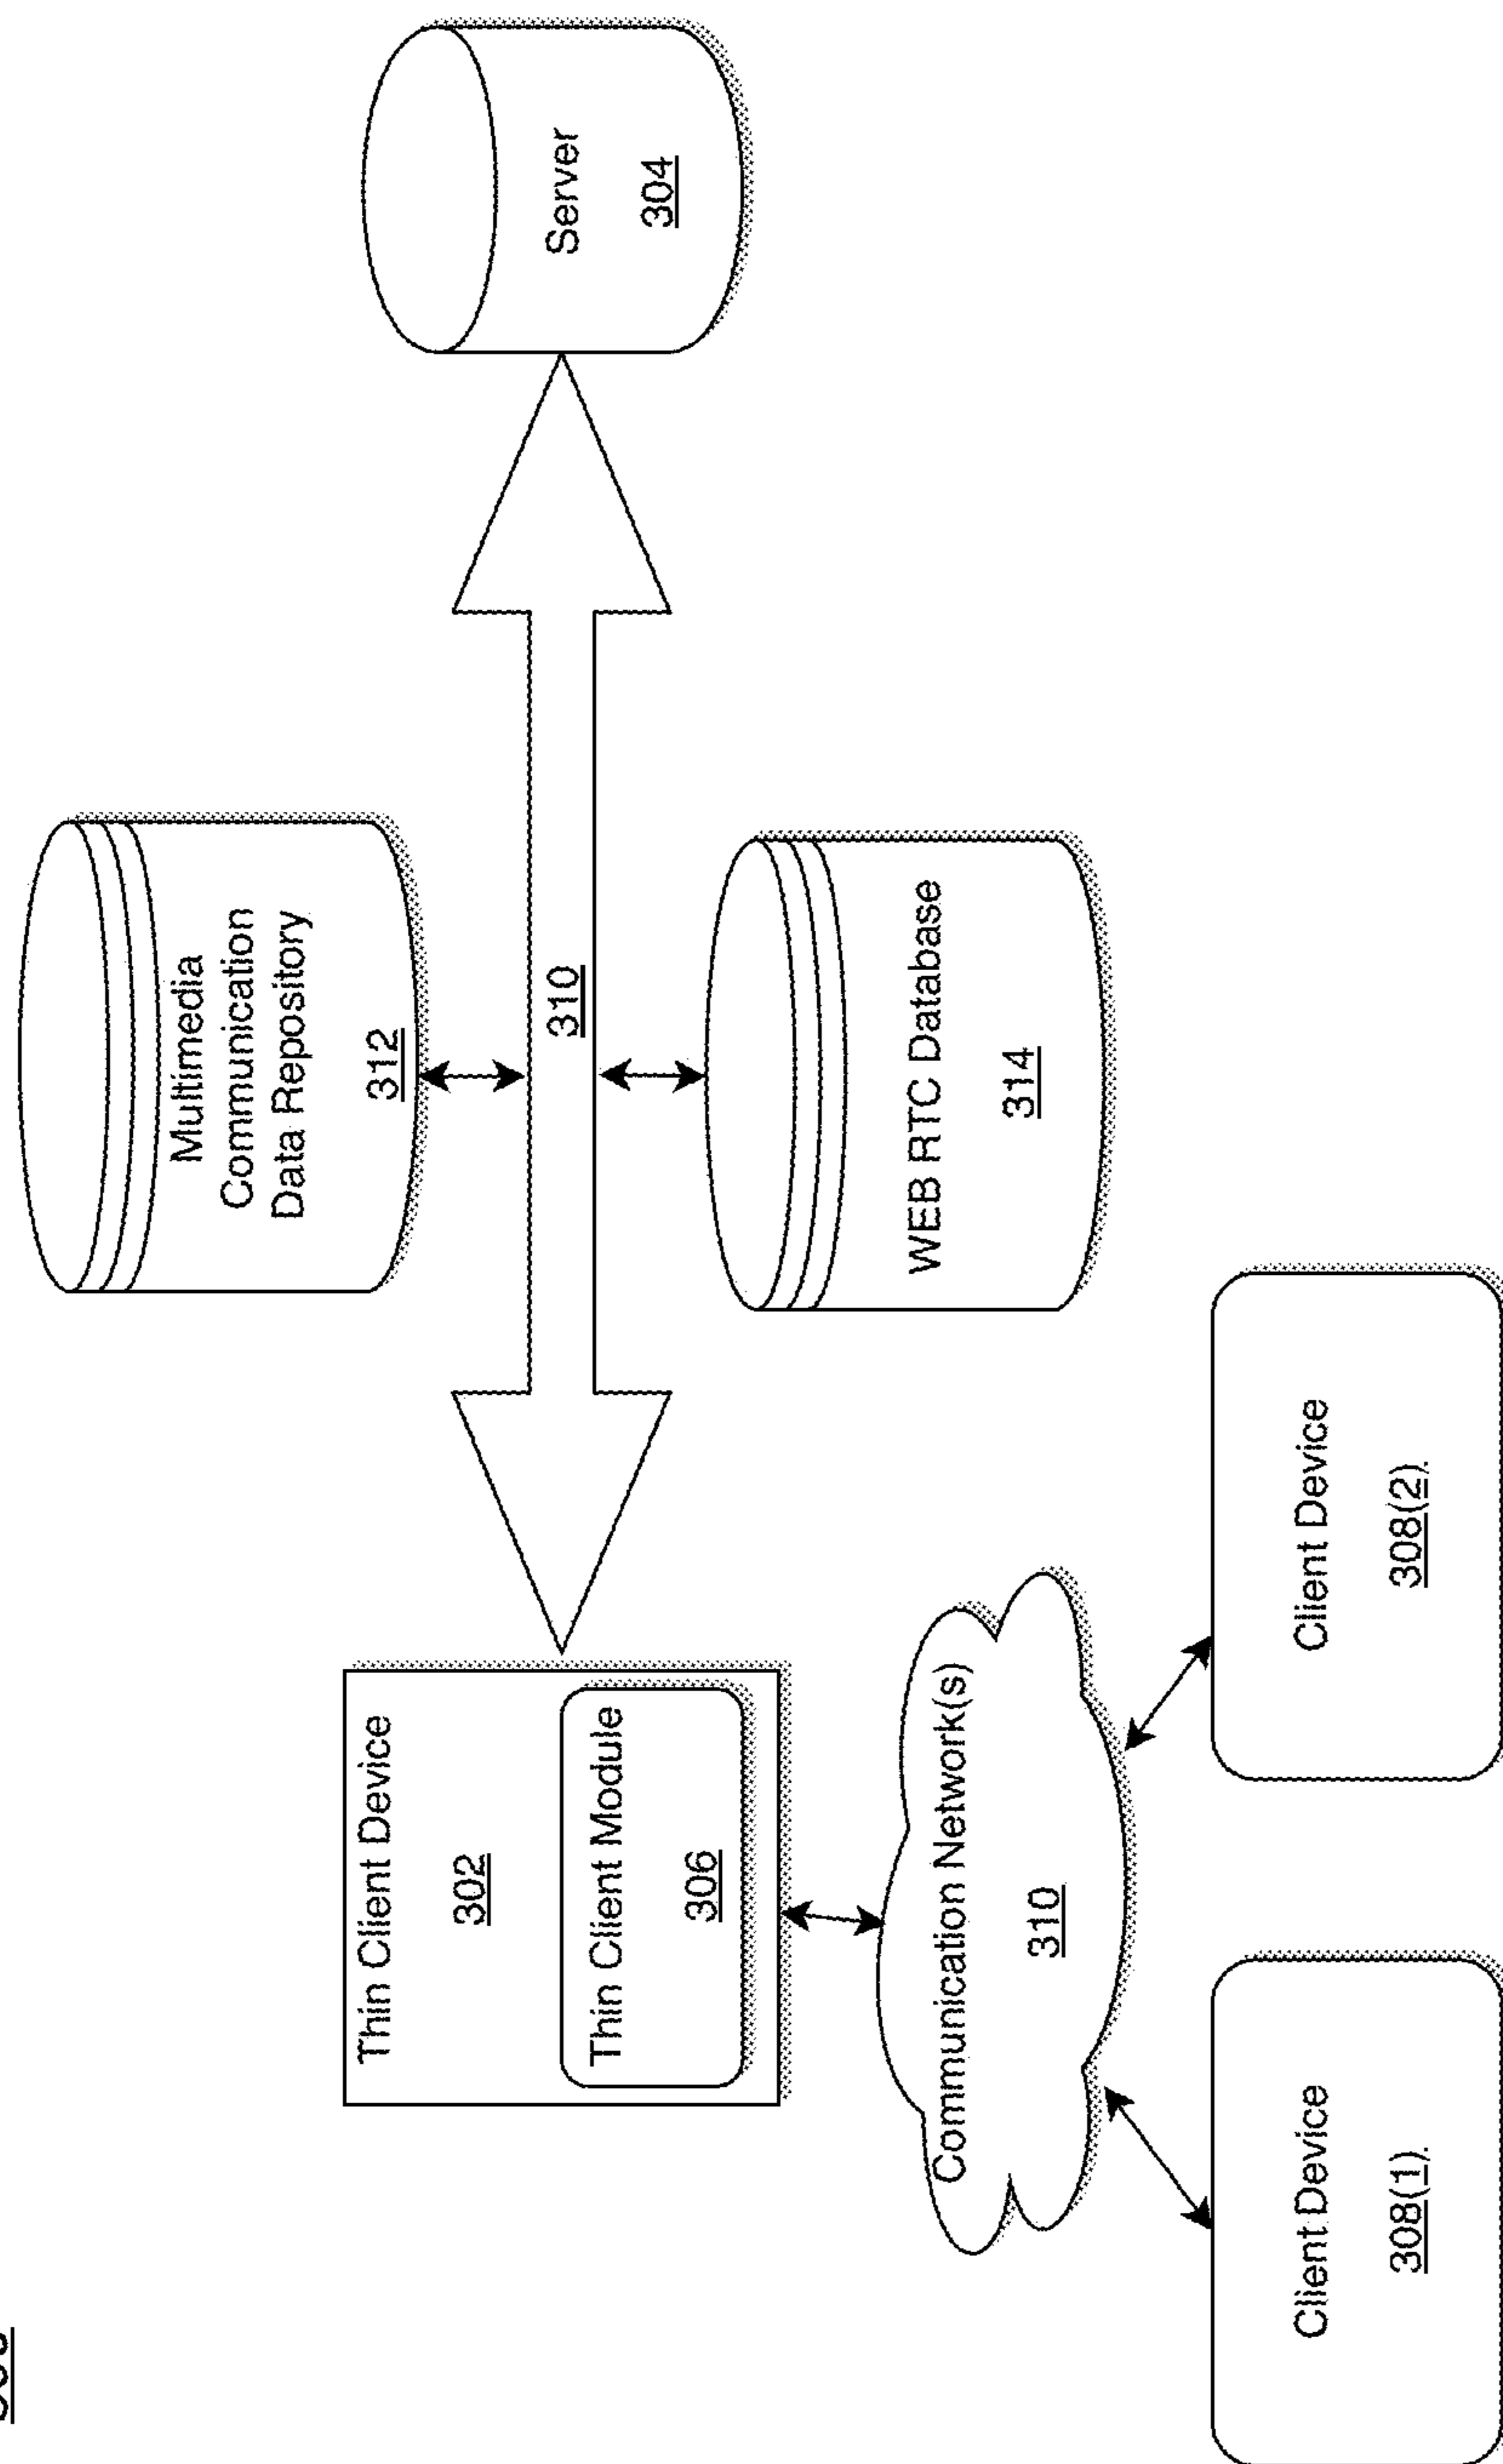 Multimedia
Communication
Data Repository
312
Server
304
310
Thin Client Device
302
Thin Client Module
306
WEB RTC Database
314
Communication Network(s)
310
Client Device
308(1).
Client Device
308(2).